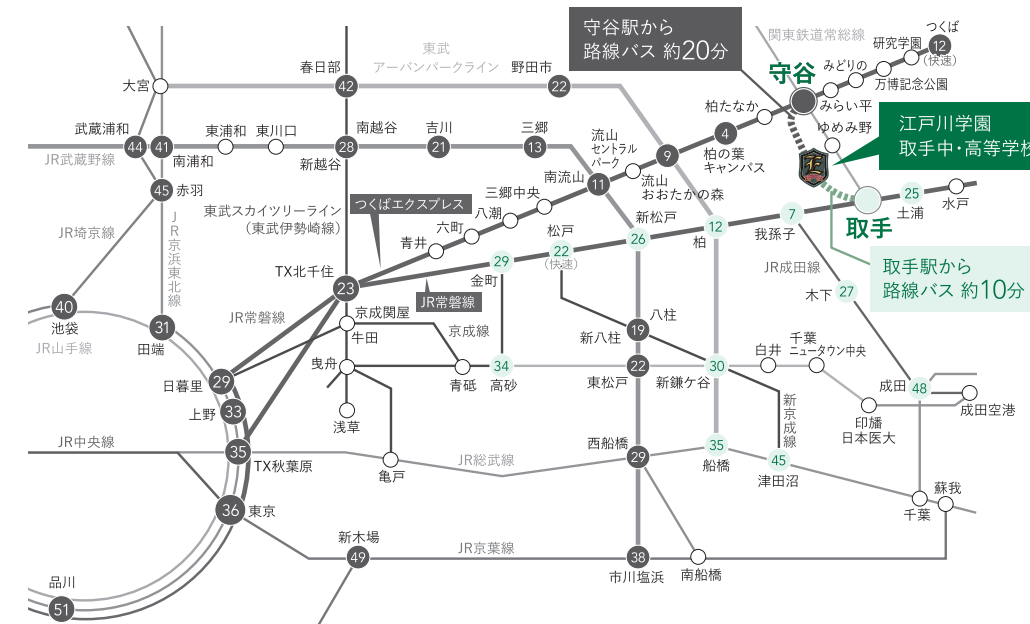 守谷駅から
路線バス 約20分
東武
アーバンパークライン
関東鉄道常総線
つくば
12
(快速)
研究学園
みどりの
万博記念公園
守谷
みらい平
ゆめみ野
江戸川学園
取手中・高等学校
大宮
春日部
42
野田市
22
柏たなか
4
柏の葉
キャンパス
武蔵浦和
44
41
南浦和
JR武蔵野線
東浦和
東川口
南越谷
28
新越谷
吉川
21
三郷
13
流山
セントラル
パーク
9
流山
おおたかの森
南流山
11
三郷中央
八潮
六町
青井
45
赤羽
東武スカイツリーライン
(東武伊勢崎線)
つくばエクスプレス
JR埼京線
JR京浜東北線
新松戸
26
松戸
22
(快速)
29
金町
12
柏
7
我孫子
取手
25
土浦
水戸
取手駅から
路線バス 約10分
TX北千住
23
JR常磐線
JR常磐線
JR成田線
27
木下
40
池袋
JR山手線
31
田端
京成関屋
牛田
京成線
曳舟
青砥
34
高砂
浅草
八柱
19
新八柱
22
東松戸
30
新鎌ケ谷
白井
千葉
ニュータウン中央
印旛
日本医大
成田
48
成田空港
新京成線
29
日暮里
33
上野
35
TX秋葉原
JR中央線
JR総武線
亀戸
西船橋
29
35
船橋
45
津田沼
千葉
蘇我
36
東京
新木場
49
JR京葉線
38
市川塩浜
南船橋
品川
51